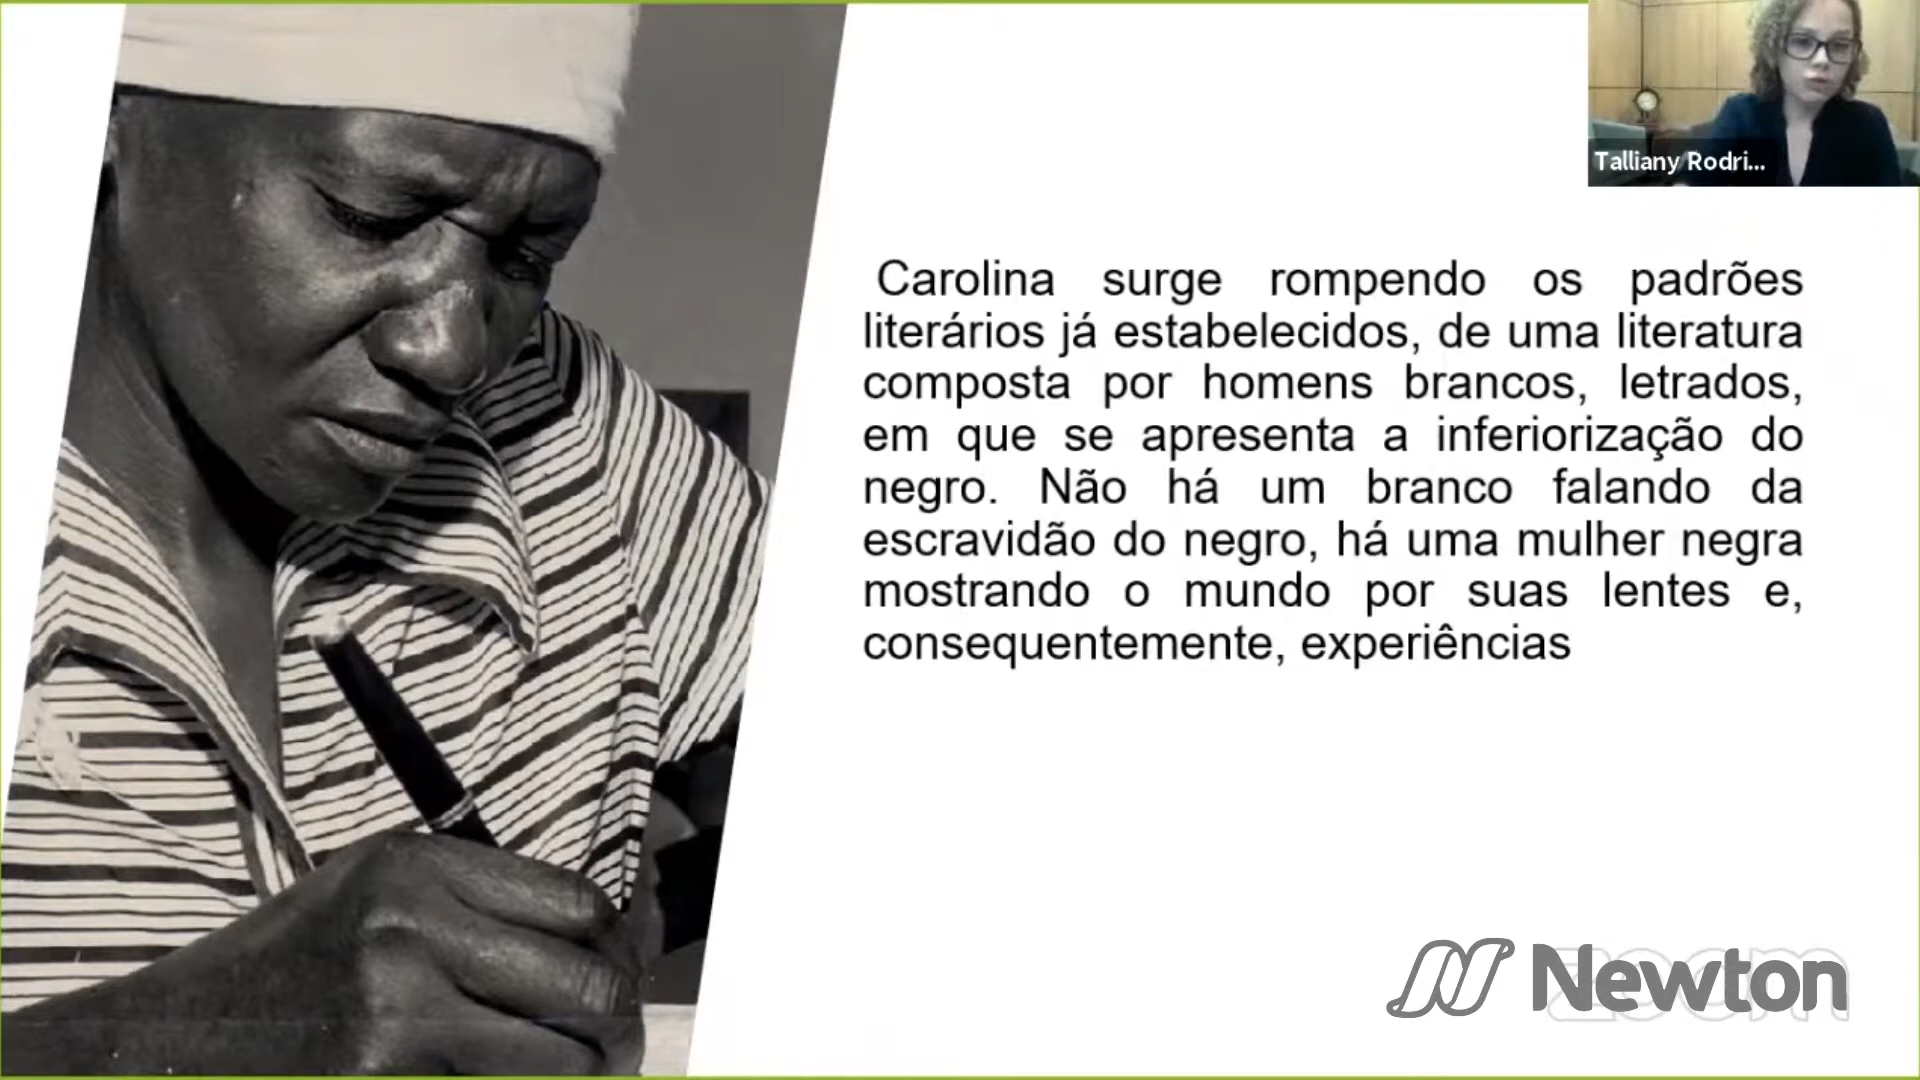 Talliany Rodri...
Carolina surge rompendo os padrões
literários já estabelecidos, de uma literatura
composta por homens brancos, letrados,
em que se apresenta a inferiorização do
negro. Não há um branco falando da
escravidão do negro, há uma mulher negra
mostrando o mundo por suas lentes e,
consequentemente, experiências
Newton
zoom